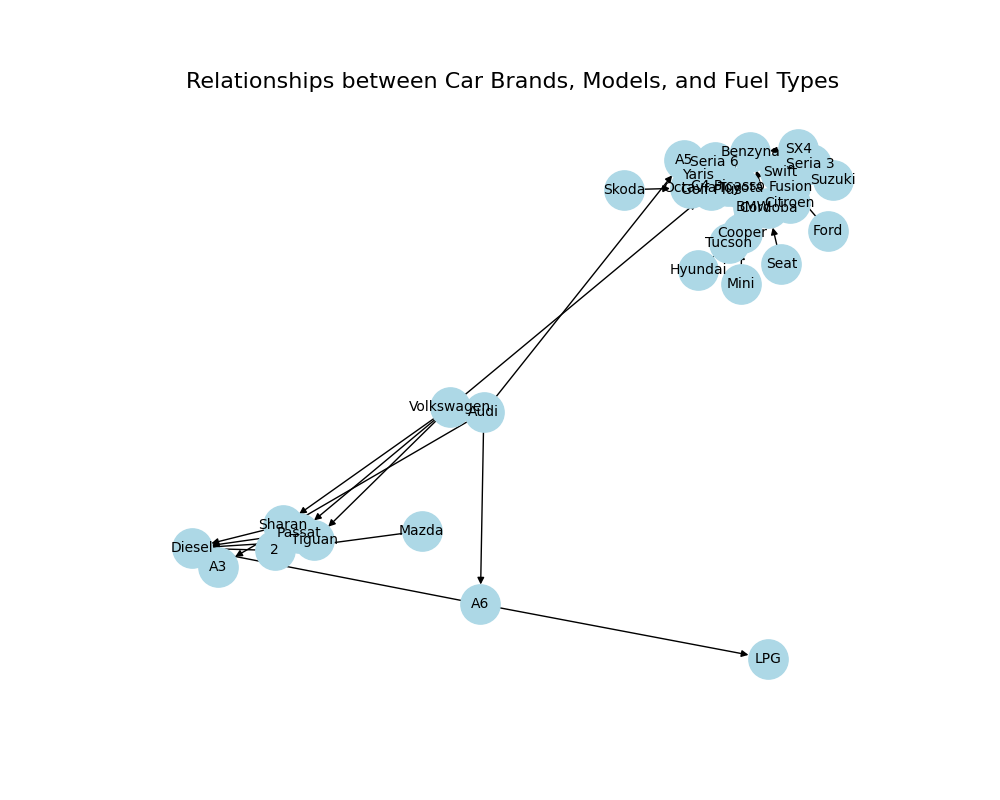 Relationships between Car Brands, Models, and Fuel Types
Benzyna
SX4
A5
Seria 6
Seria 3
Yaris
Swift
Suzuki
Skoda
Octavia
C4 Picasso
Toyota
Golf Plus
Fusion
Citroen
BMW
Cordoba
Cooper
Ford
Tucson
Hyundai
Seat
Mini
Volkswagen
Audi
Sharan
Passat
Tiguan
Mazda
Diesel
2
A3
A6
LPG